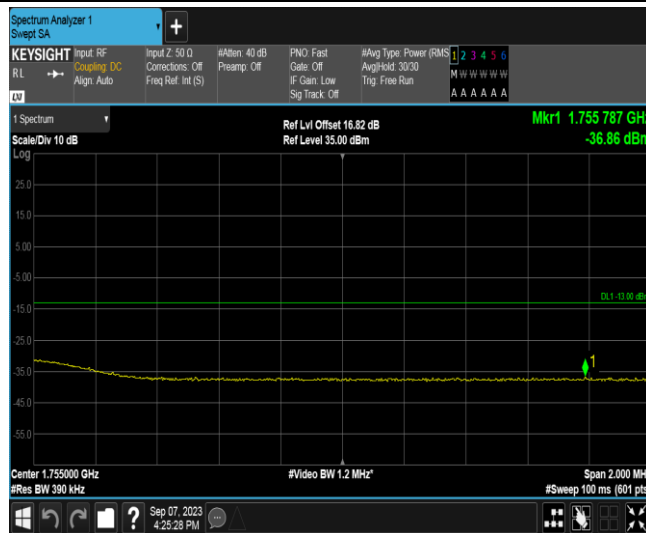 Spectrum Analyzer 1
Swept SA
KEYSIGHT
RL
Input: RF
Coupling: DC
Align: Auto
Input Z: 50 Ω
Corrections: Off
Freq Ref: Int (S)
#Atten: 40 dB
Preamp: Off
PNO: Fast
Gate: Off
IF Gain: Low
Sig Track: Off
#Avg Type: Power (RMS
Avg|Hold: 30/30
Trig: Free Run
1 2 3 4 5 6
M W W W W W
A A A A A A
1 Spectrum
Scale/Div 10 dB
Log
Ref Lvl Offset 16.82 dB
Ref Level 35.00 dBm
Mkr1 1.755 787 GHz
-36.86 dBm
25.0
15.0
5.00
-5.00
DL1 -13.00 dBm
-15.0
-25.0
1
-35.0
-45.0
-55.0
Center 1.755000 GHz
#Res BW 390 kHz
#Video BW 1.2 MHz*
Span 2.000 MH
#Sweep 100 ms (601 pts
Sep 07, 2023
4:25:28 PM